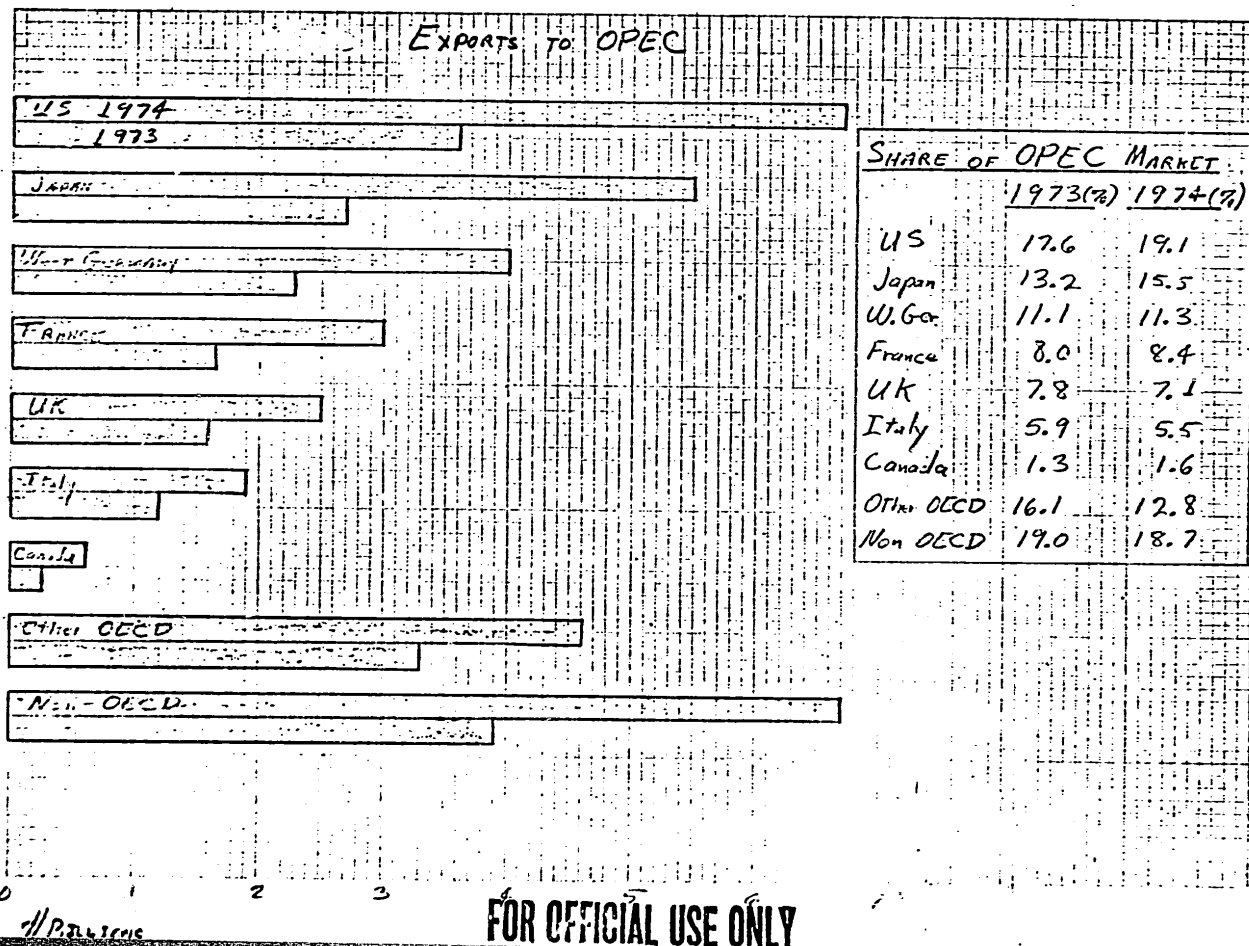 EXPORTS TO OPEC
US 1974
1973
JAPAN
West Germany
FRANCE
UK
Italy
Canada
Other OECD
Non-OECD
SHARE OF OPEC MARKET
1973(%) 1974(%)
US 17.6 19.1
Japan 13.2 15.5
W.Ger 11.1 11.3
France 8.0 8.4
UK 7.8 7.1
Italy 5.9 5.5
Canada 1.3 1.6
Other OECD 16.1 12.8
Non OECD 19.0 18.7
0 1 2 3
FOR OFFICIAL USE ONLY